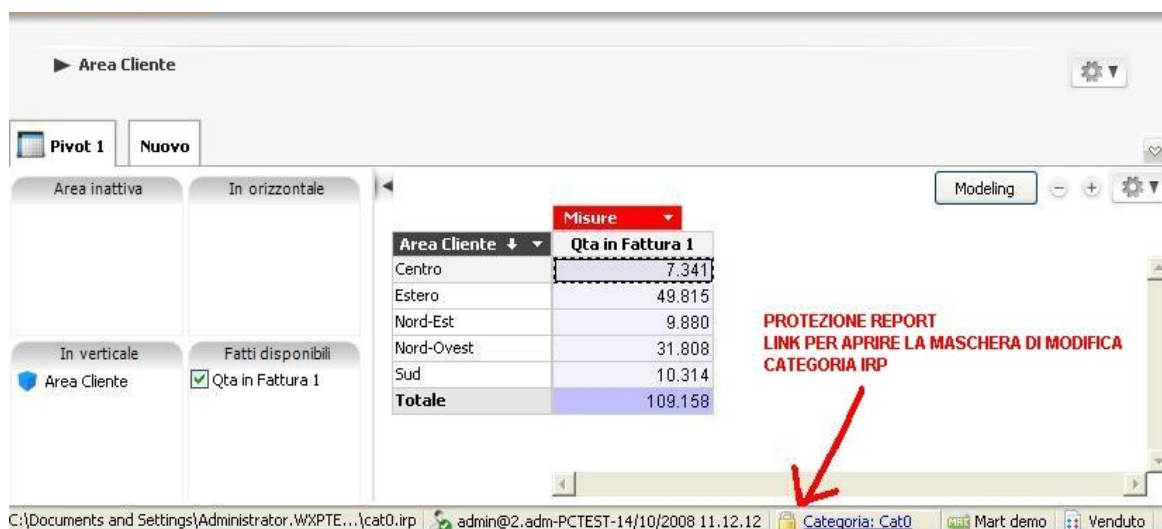 Area Cliente
Pivot 1 Nuovo
Area inattiva In orizzontale
Modeling
Misure
Area Cliente Qta in Fattura 1
Centro 7.341
Estero 49.815
Nord-Est 9.880
Nord-Ovest 31.808
Sud 10.314
Totale 109.158
In verticale Fatti disponibili
Area Cliente Qta in Fattura 1
PROTEZIONE REPORT
LINK PER APRIRE LA MASCHERA DI MODIFICA
CATEGORIA IRP
C:\Documents and Settings\Administrator.WXPTE...\cat0.irp admin@2.adm-PCTEST-14/10/2008 11.12.12 Categoria: Cat0 MRT Mart demo Venduto